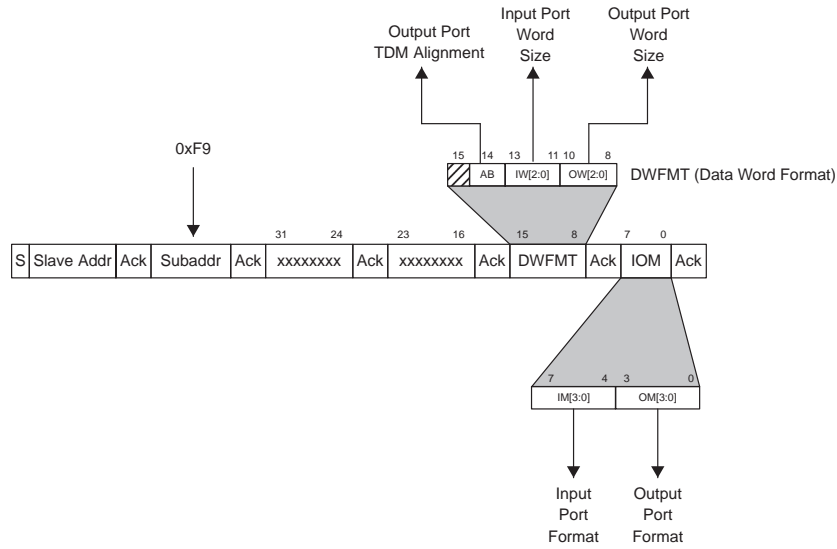 Output Port
TDM Alignment
Input Port
Word
Size
Output Port
Word
Size
0xF9
15 14 13 11 10 8
AB IW[2:0] OW[2:0] DWFMT (Data Word Format)
31 24 23 16 15 8 7 0
S Slave Addr Ack Subaddr Ack xxxxxxxx Ack xxxxxxxx Ack DWFMT Ack IOM Ack
7 4 3 0
IM[3:0] OM[3:0]
Input
Port
Format
Output
Port
Format